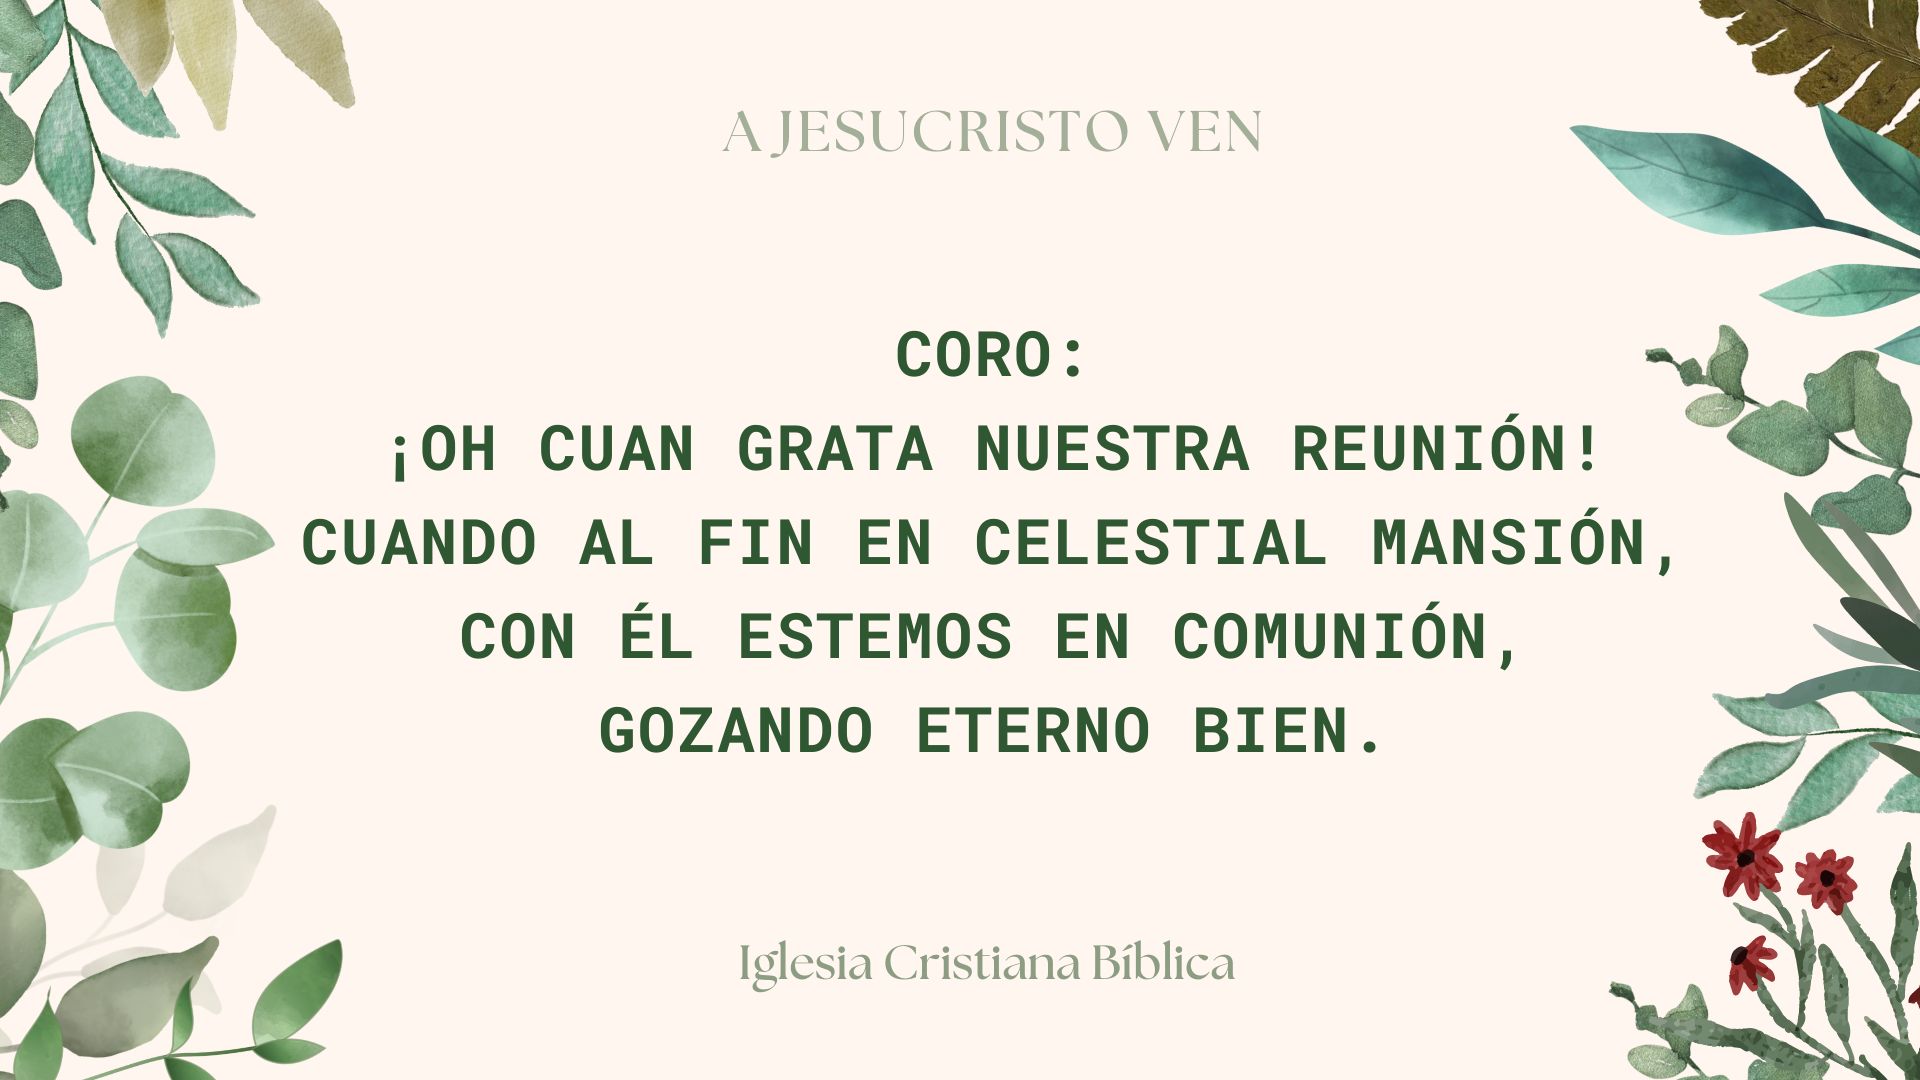 A JESUCRISTO VEN
CORO:
¡OH CUAN GRATA NUESTRA REUNIÓN!
CUANDO AL FIN EN CELESTIAL MANSIÓN,
CON ÉL ESTEMOS EN COMUNIÓN,
GOZANDO ETERNO BIEN.
Iglesia Cristiana Bíblica